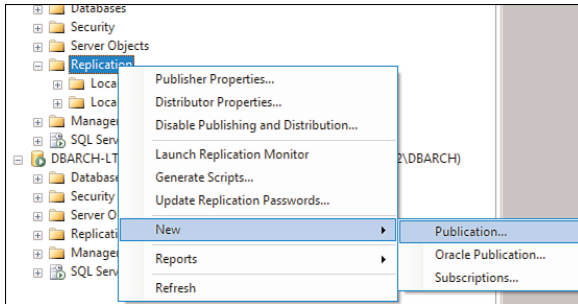 Databases
Security
Server Objects
Replication
Loca
Loca
Manage
SQL Serv
DBARCH-LT
2\DBARCH)
Database
Security
Server O
Replicati
Manage
SQL Serv
Publisher Properties...
Distributor Properties...
Disable Publishing and Distribution...
Launch Replication Monitor
Generate Scripts...
Update Replication Passwords...
New
Reports
Refresh
Publication...
Oracle Publication...
Subscriptions...